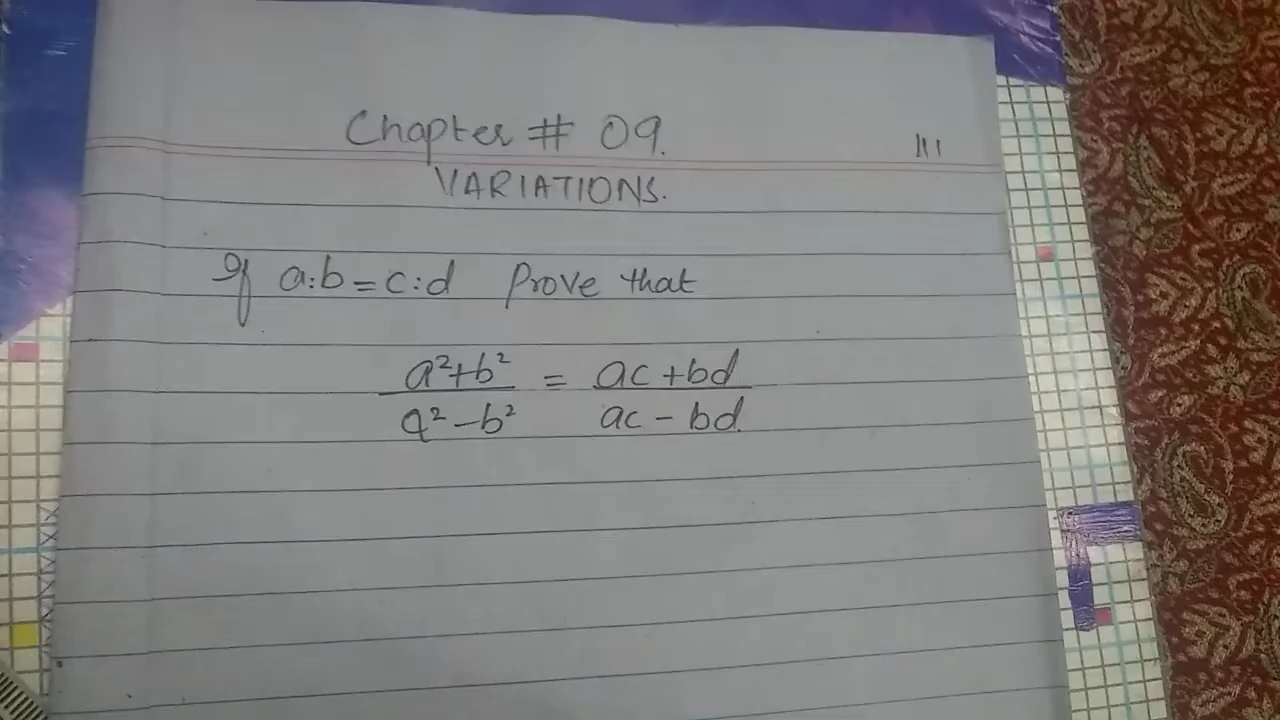 Chapter # 09.
111
VARIATIONS.
If a:b=c:d Prove that
a²+b² = ac+bd
a²-b² ac-bd.